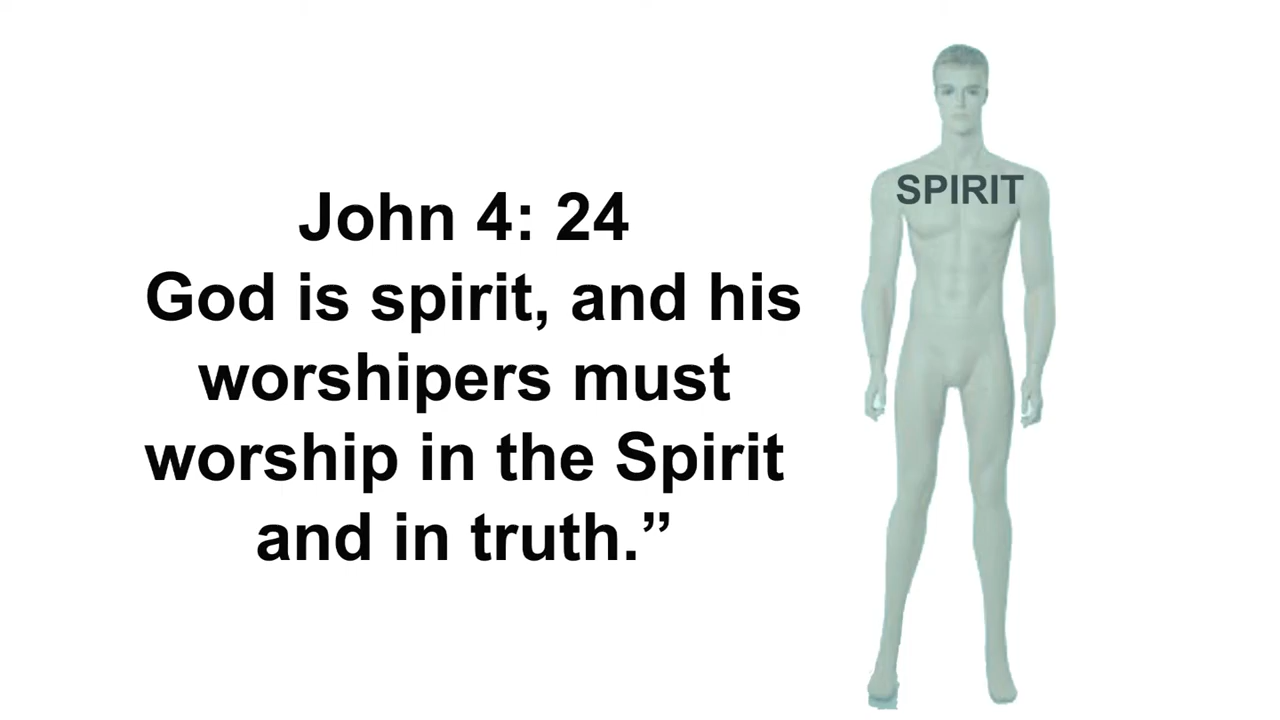 John 4: 24
God is spirit, and his
worshipers must
worship in the Spirit
and in truth.”
SPIRIT